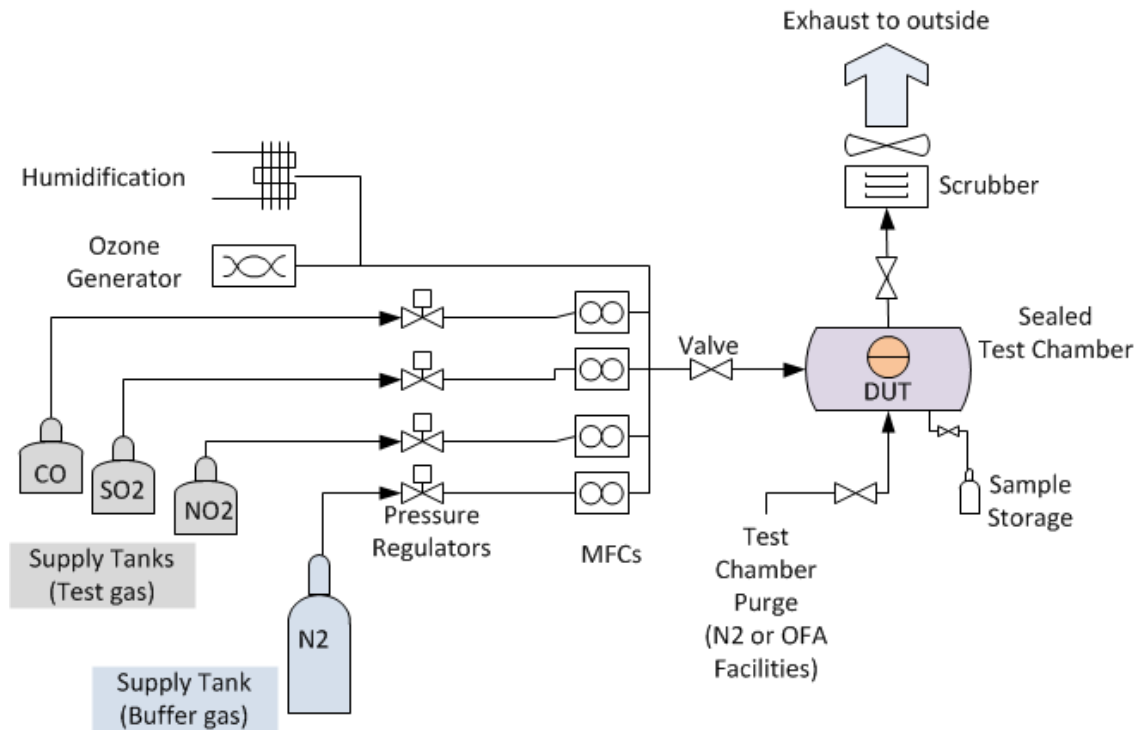 Exhaust to outside
Humidification
Scrubber
Ozone
Generator
Sealed
Test Chamber
Valve
DUT
CO
SO2
NO2
Pressure
Regulators
MFCs
Sample
Storage
Supply Tanks
(Test gas)
Test
Chamber
Purge
(N2 or OFA
Facilities)
N2
Supply Tank
(Buffer gas)